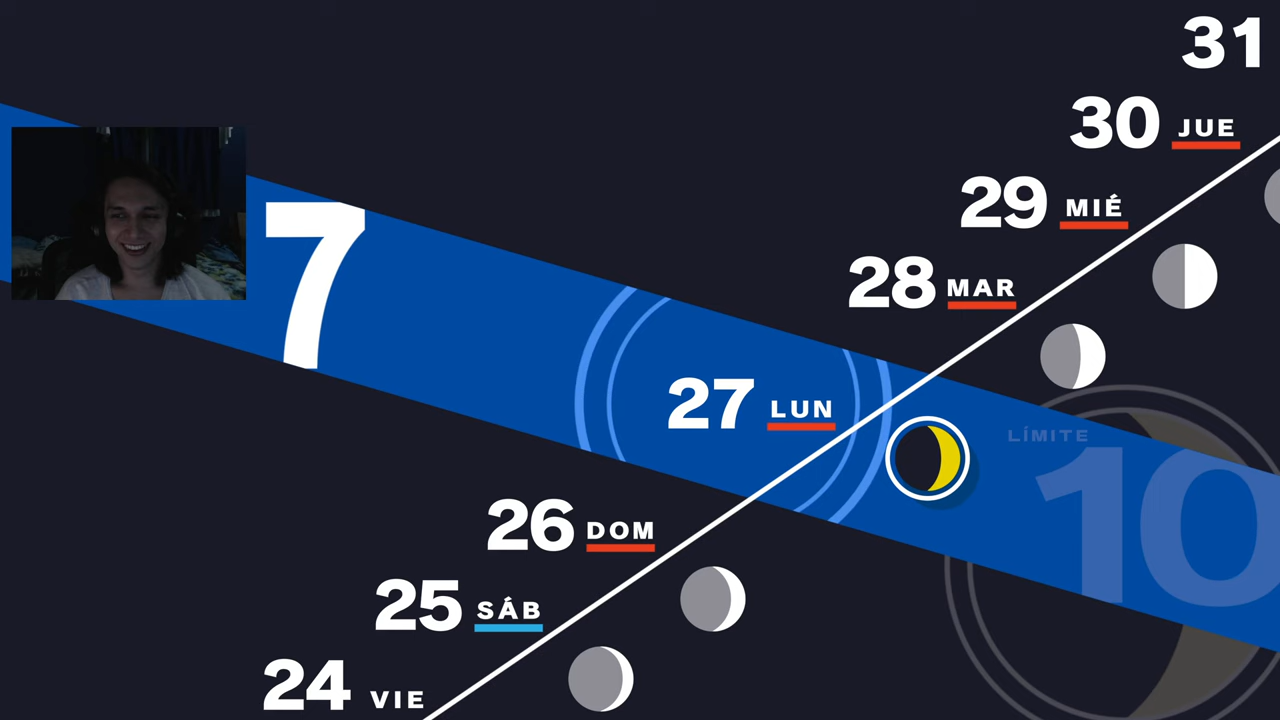 31
30 JUE
29 MIÉ
28 MAR
7
27 LUN
LÍMITE
10
26 DOM
25 SÁB
24 VIE